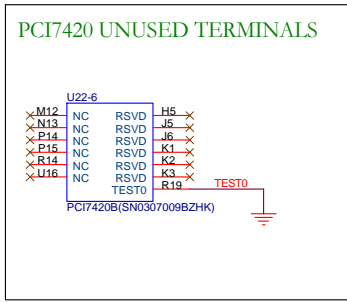 PCI7420 UNUSED TERMINALS
U22-6
M12 NC RSVD H5
N13 NC RSVD J5
P14 NC RSVD J6
P15 NC RSVD K1
R14 NC RSVD K2
U16 NC RSVD K3
TEST0 R19 TEST0
PCI7420B(SN0307009BZHK)